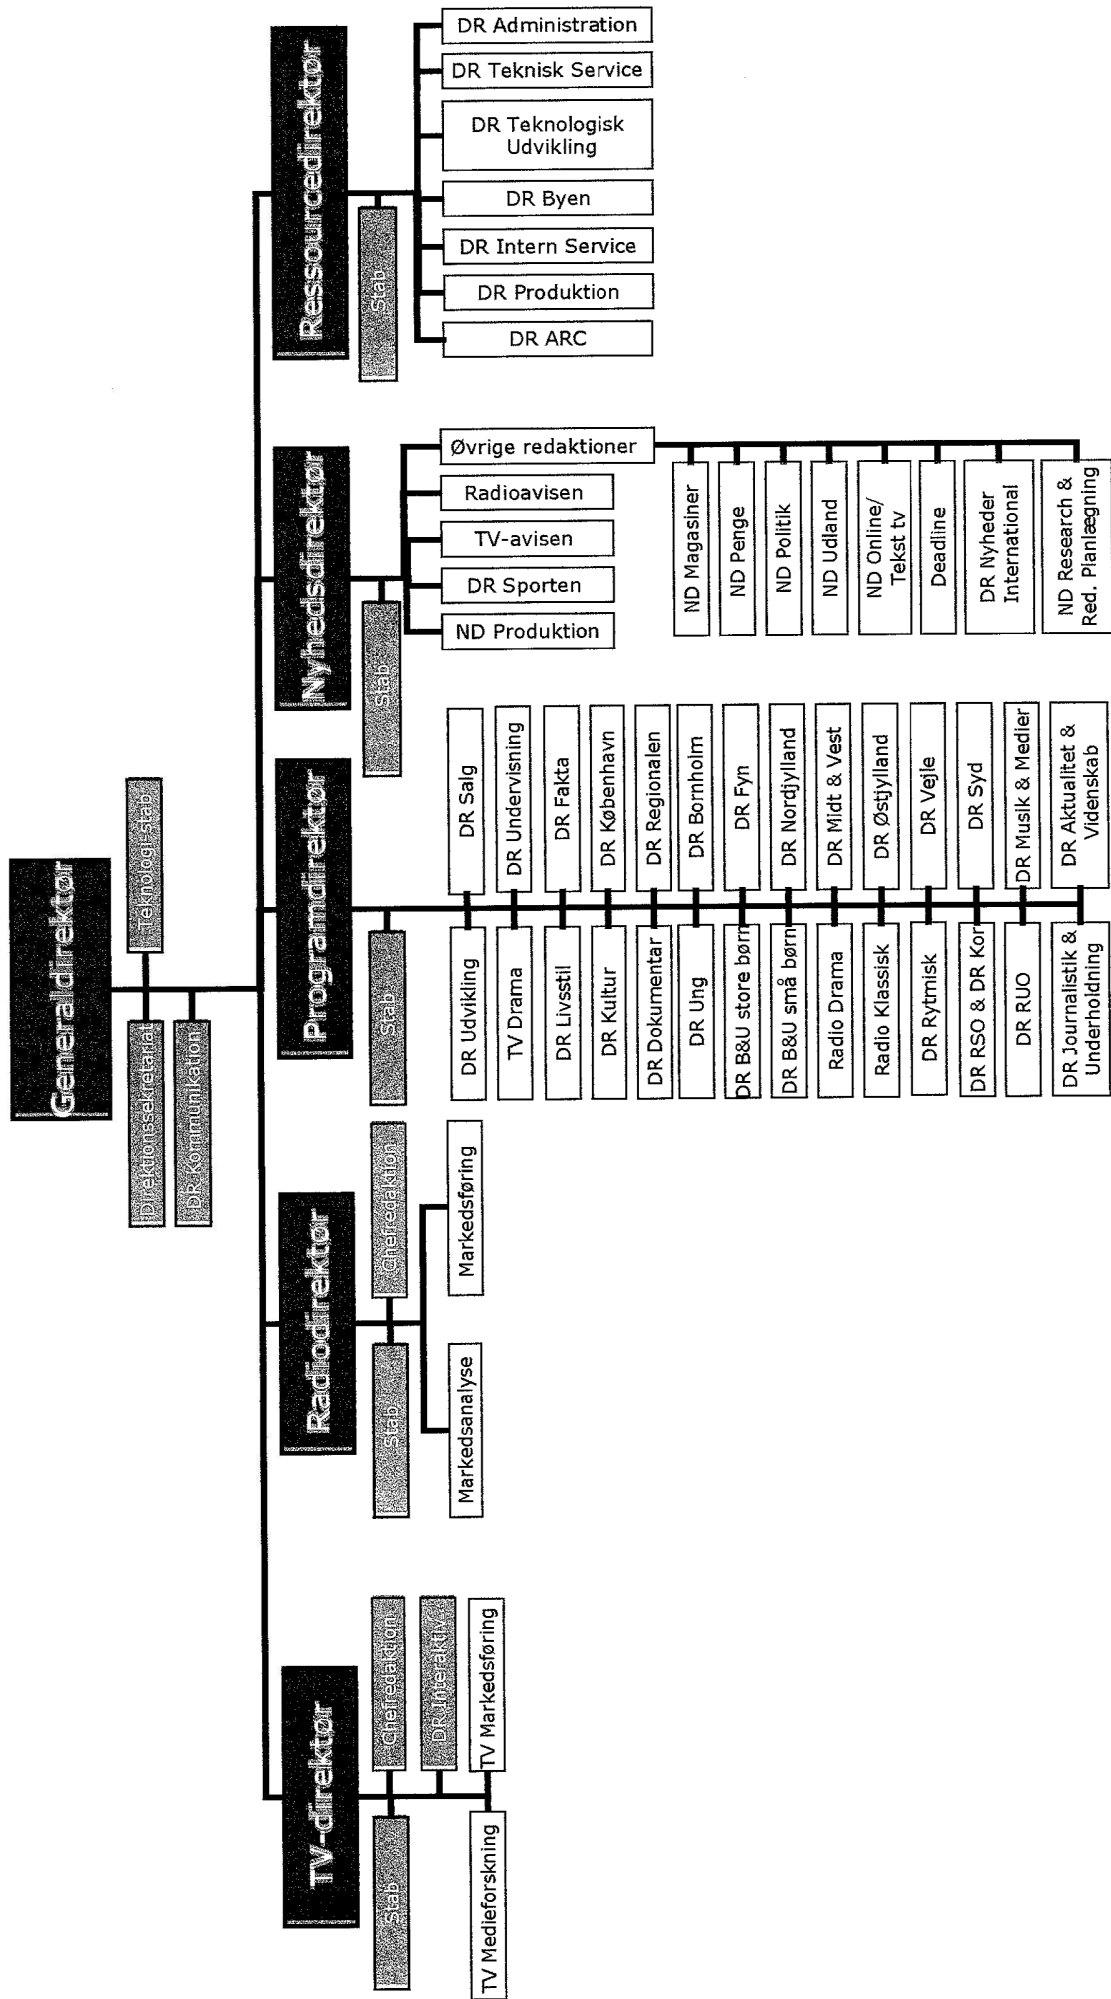 Generaldirektør
Direktionssekretariat
Teknologi-stab
DR Kommunikation
TV-direktør
Stab
Chefredaktion
DR Interaktiv
TV Medieforskning
TV Markedsføring
Radiodirektør
Stab
Chefredaktion
Markedsanalyse
Markedsføring
Programdirektør
Stab
DR Udvikling
DR Salg
TV Drama
DR Undervisning
DR Livsstil
DR Fakta
DR Kultur
DR København
DR Dokumentar
DR Regionalen
DR Ung
DR Bornholm
DR B&U store børn
DR Fyn
DR B&U små børn
DR Nordjylland
Radio Drama
DR Midt & Vest
Radio Klassisk
DR Østjylland
DR Rytmisk
DR Vejle
DR RSO & DR Kor
DR Syd
DR RUO
DR Musik & Medier
DR Journalistik &
Underholdning
DR Aktualitet &
Videnskab
Nyhedsdirektør
Stab
ND Produktion
DR Sporten
TV-avisen
Radioavisen
Øvrige redaktioner
ND Magasiner
ND Penge
ND Politik
ND Udland
ND Online/
Tekst tv
Deadline
DR Nyheder
International
ND Research &
Red. Planlægning
Ressourcedirektør
Stab
DR ARC
DR Produktion
DR Intern Service
DR Byen
DR Teknologisk
Udvikling
DR Teknisk Service
DR Administration